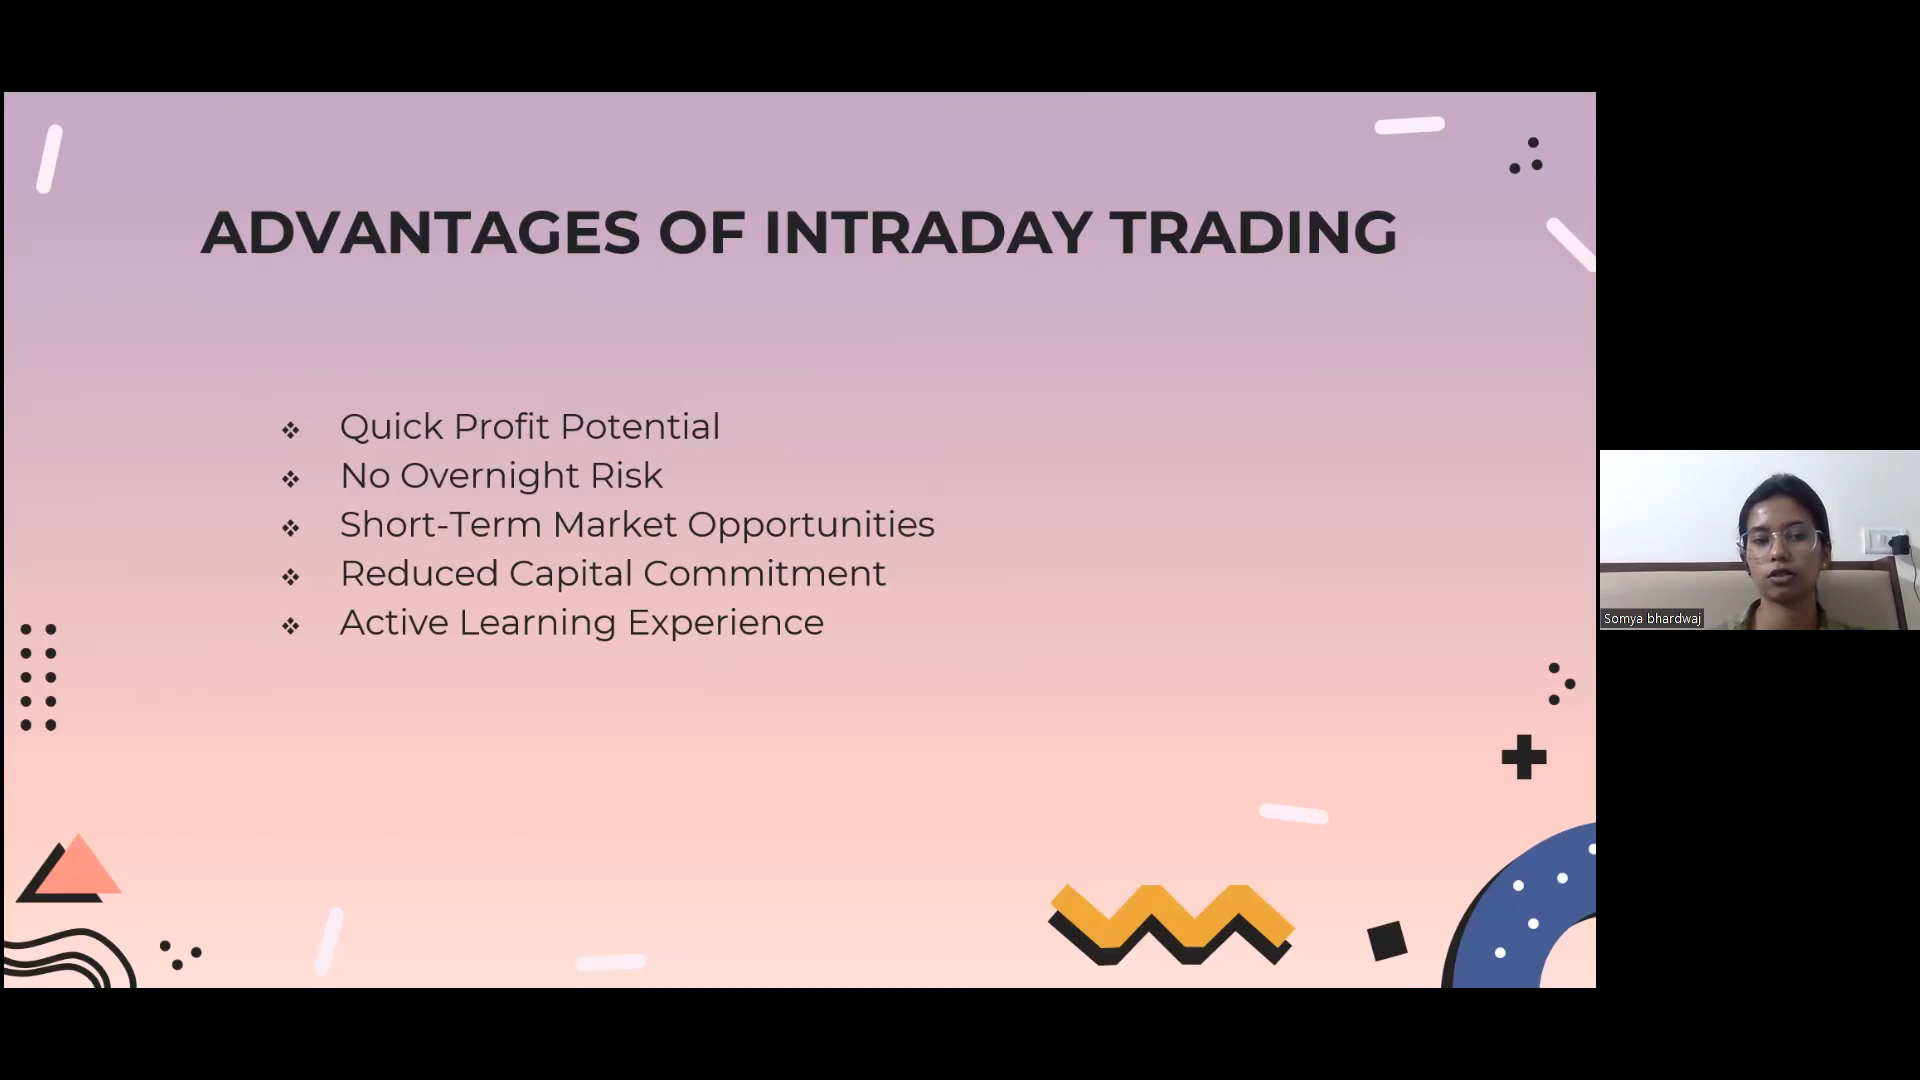 ADVANTAGES OF INTRADAY TRADING
Quick Profit Potential
No Overnight Risk
Short-Term Market Opportunities
Reduced Capital Commitment
Active Learning Experience
Somya bhardwaj